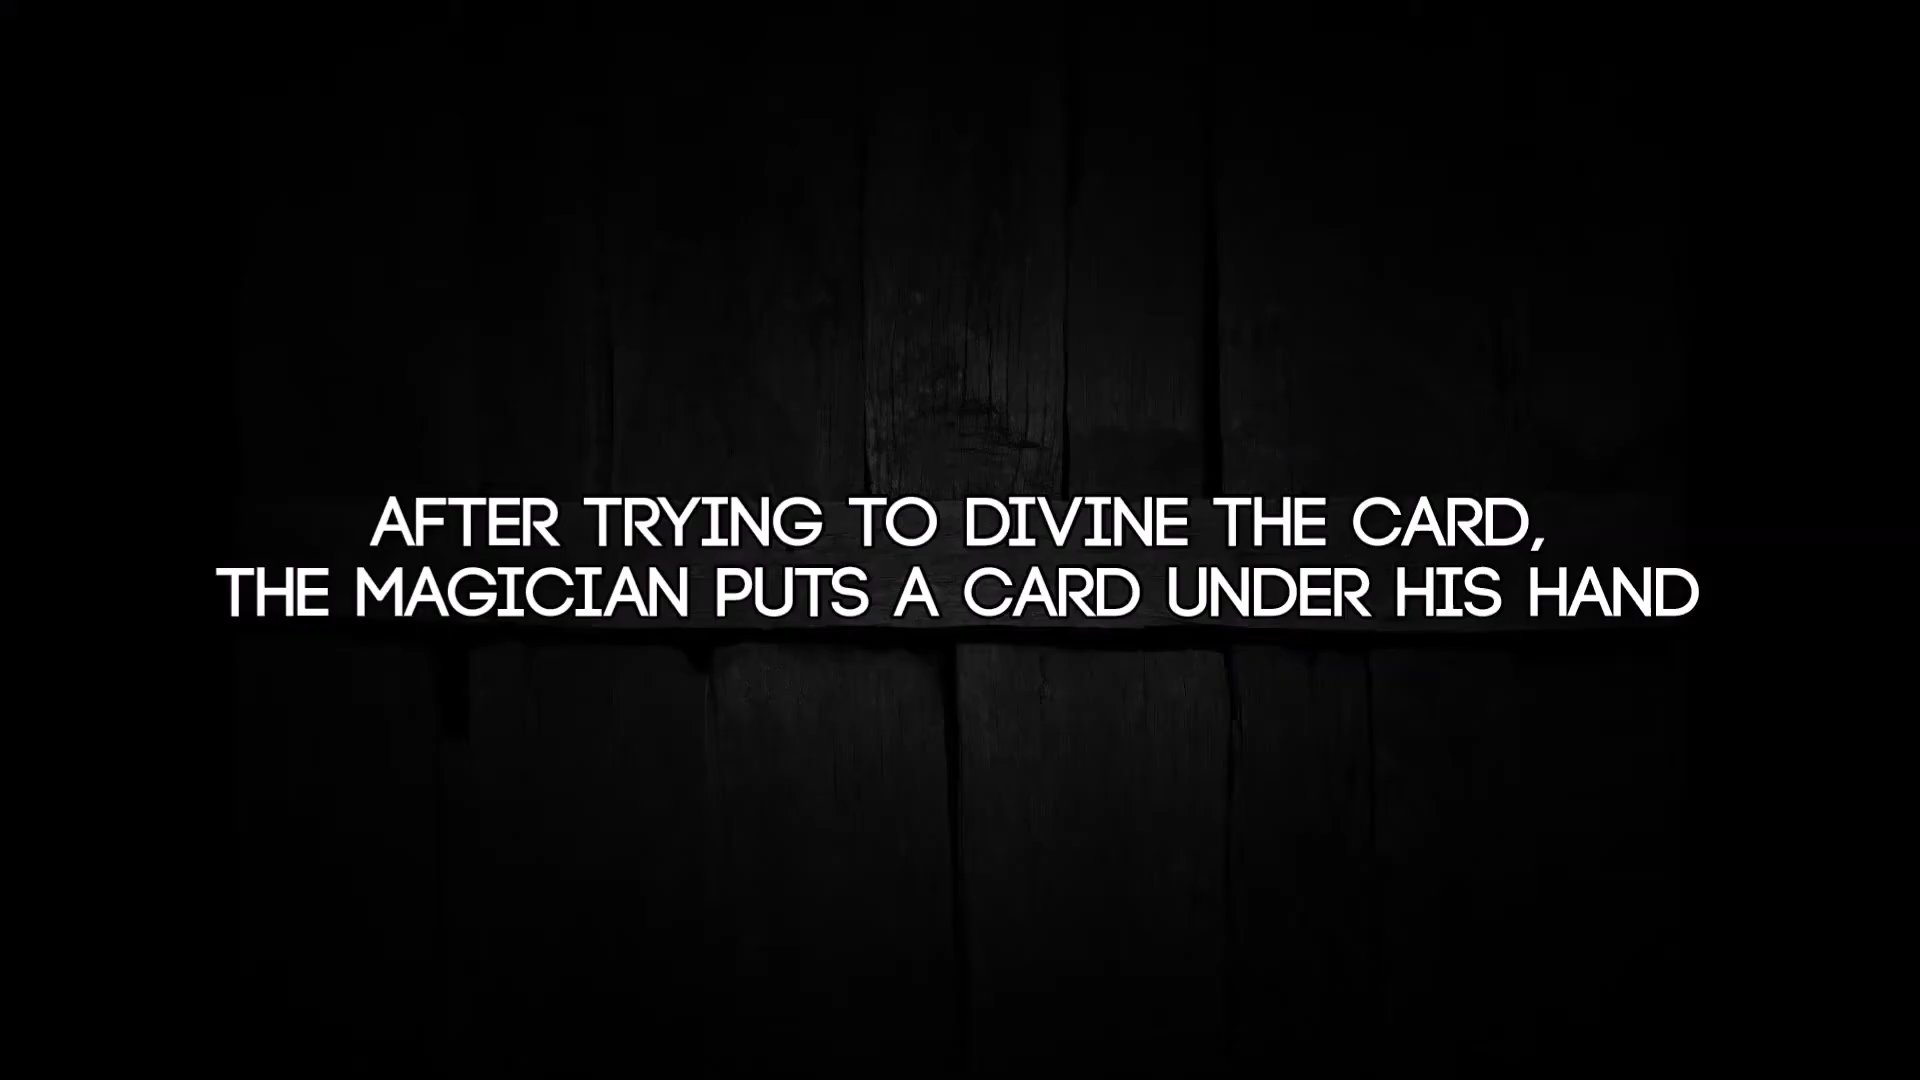 AFTER TRYING TO DIVINE THE CARD,
THE MAGICIAN PUTS A CARD UNDER HIS HAND